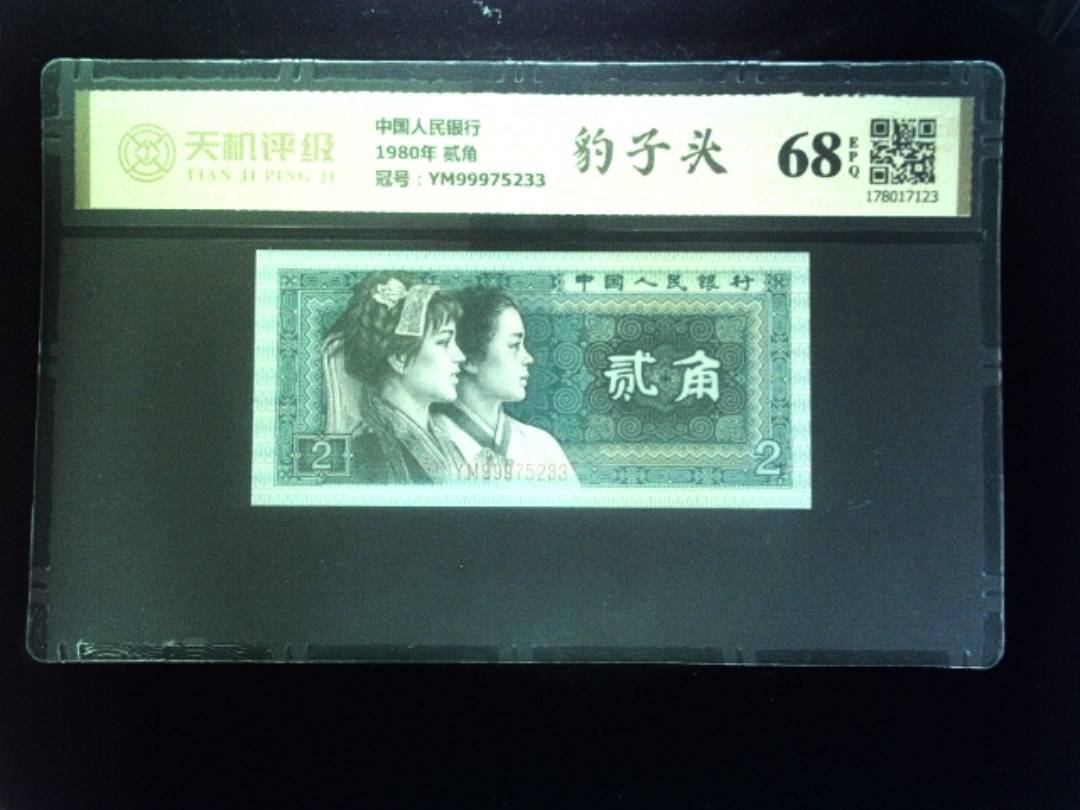 天机评级
TIAN JI PING JI
中国人民银行
1980年 贰角
冠号：YM99975233
豹子头
68
EPQ
178017123
中国人民银行
贰角
2
2
YM99975233